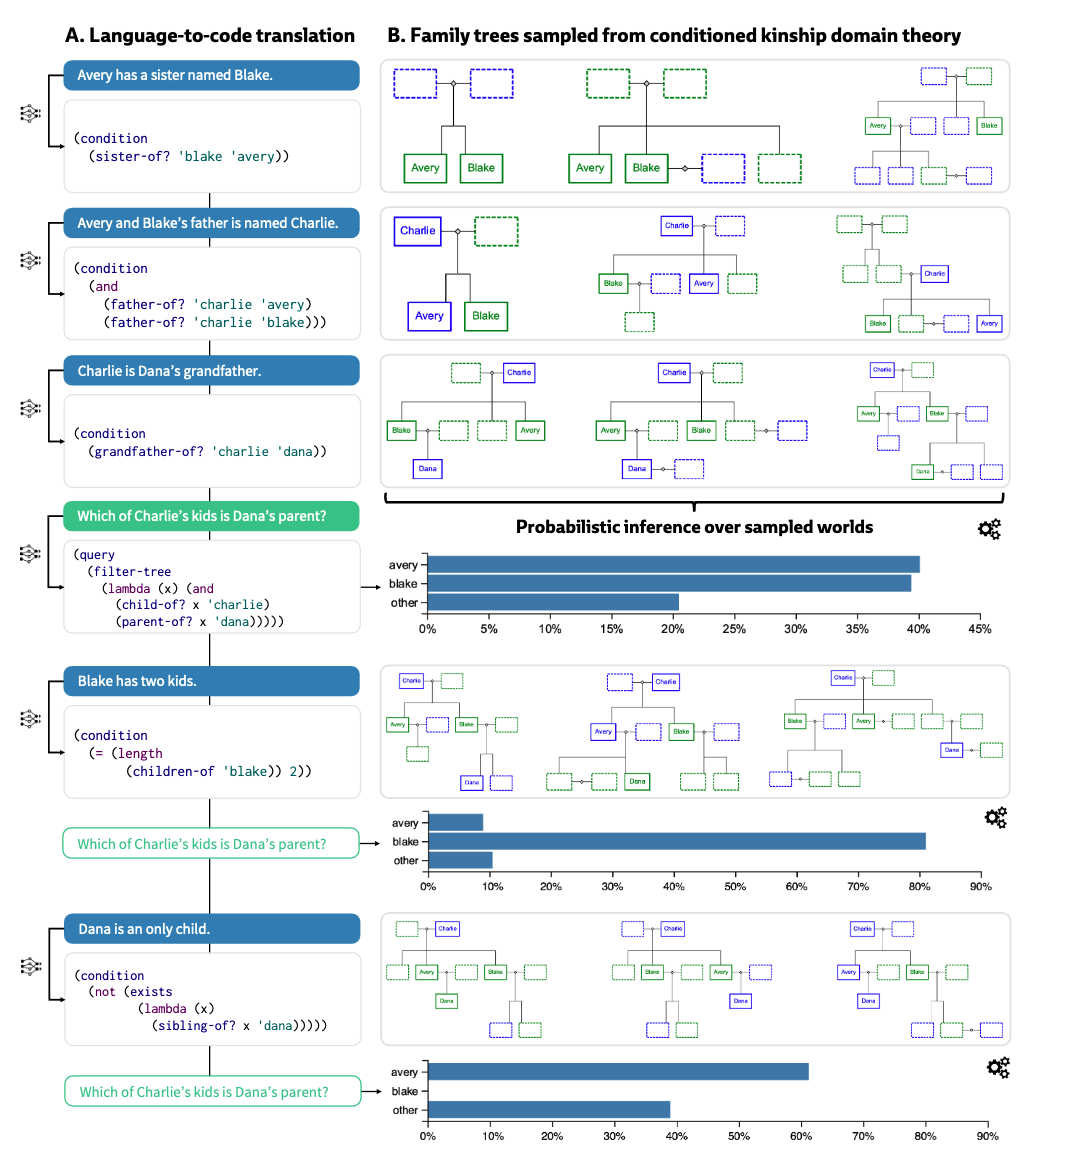 A. Language-to-code translation
B. Family trees sampled from conditioned kinship domain theory
Avery has a sister named Blake.
(condition
(sister-of? 'blake 'avery))
Avery Blake
Avery Blake
Avery Blake
Avery and Blake's father is named Charlie.
(condition
(and
(father-of? 'charlie 'avery)
(father-of? 'charlie 'blake)))
Charlie
Avery Blake
Charlie
Blake Avery
Charlie
Blake Avery
Charlie is Dana's grandfather.
(condition
(grandfather-of? 'charlie 'dana))
Charlie
Blake Avery
Dana
Charlie
Avery Blake
Dana
Charlie
Avery Blake
Dana
Which of Charlie's kids is Dana's parent?
(query
(filter-tree
(lambda (x) (and
(child-of? x 'charlie)
(parent-of? x 'dana)))))
Probabilistic inference over sampled worlds
avery
blake
other
0% 5% 10% 15% 20% 25% 30% 35% 40% 45%
Blake has two kids.
(condition
(= (length
(children-of 'blake)) 2))
Charlie
Avery Blake
Dana
Charlie
Avery Blake
Dana
Charlie
Blake Avery
Dana
Which of Charlie's kids is Dana's parent?
avery
blake
other
0% 10% 20% 30% 40% 50% 60% 70% 80% 90%
Dana is an only child.
(condition
(not (exists
(lambda (x)
(sibling-of? x 'dana)))))
Charlie
Avery Blake
Dana
Charlie
Blake Avery
Dana
Charlie
Avery Blake
Dana
Which of Charlie's kids is Dana's parent?
avery
blake
other
0% 10% 20% 30% 40% 50% 60% 70% 80% 90%